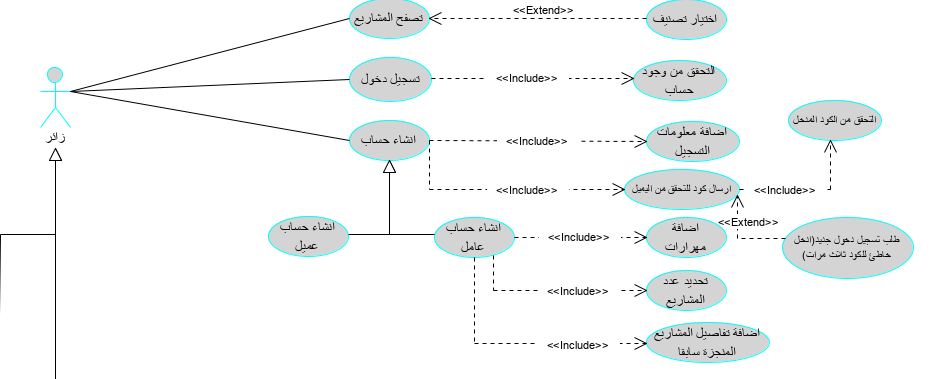 تصفح المشاريع
<<Extend>>
اختيار تصنيف
تسجيل دخول
<<Include>>
التحقق من وجود
حساب
زائر
انشاء حساب
<<Include>>
اضافة معلومات
التسجيل
التحقق من الكود المدخل
<<Include>>
ارسال كود للتحقق من اليميل
<<Include>>
<<Extend>>
طلب تسجيل دخول جديد(ادخل
خاطئ للكود ثلاث مرات)
انشاء حساب
عميل
انشاء حساب
عامل
<<Include>>
اضافة
مهرارات
<<Include>>
تحديد عدد
المشاريع
<<Include>>
اضافة تفاصيل المشاريع
المنجزة سابقا